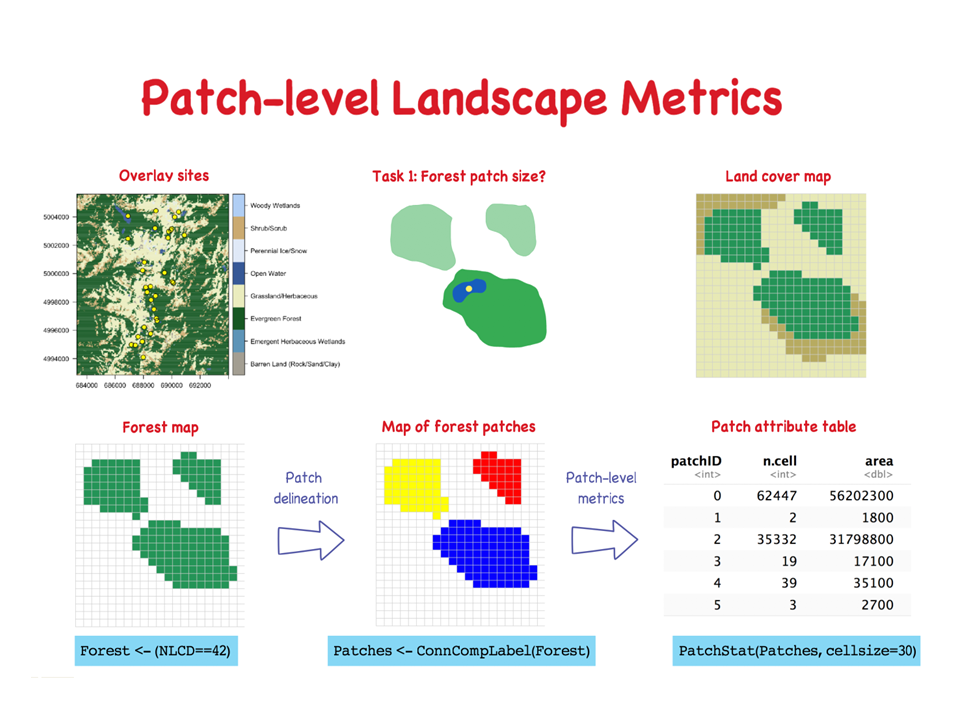 Patch-level Landscape Metrics
Overlay sites
Task 1: Forest patch size?
Land cover map
5004000
5002000
5000000
4998000
4996000
4994000
684000 686000 688000 690000 692000
Woody Wetlands
Shrub/Scrub
Perennial Ice/Snow
Open Water
Grassland/Herbaceous
Evergreen Forest
Emergent Herbaceous Wetlands
Barren Land (Rock/Sand/Clay)
Forest map
Map of forest patches
Patch attribute table
Patch
delineation
Patch-level
metrics
patchID n.cell area
<int> <int> <dbl>
0 62447 56202300
1 2 1800
2 35332 31798800
3 19 17100
4 39 35100
5 3 2700
Forest <- (NLCD==42)
Patches <- ConnCompLabel(Forest)
PatchStat(Patches, cellsize=30)